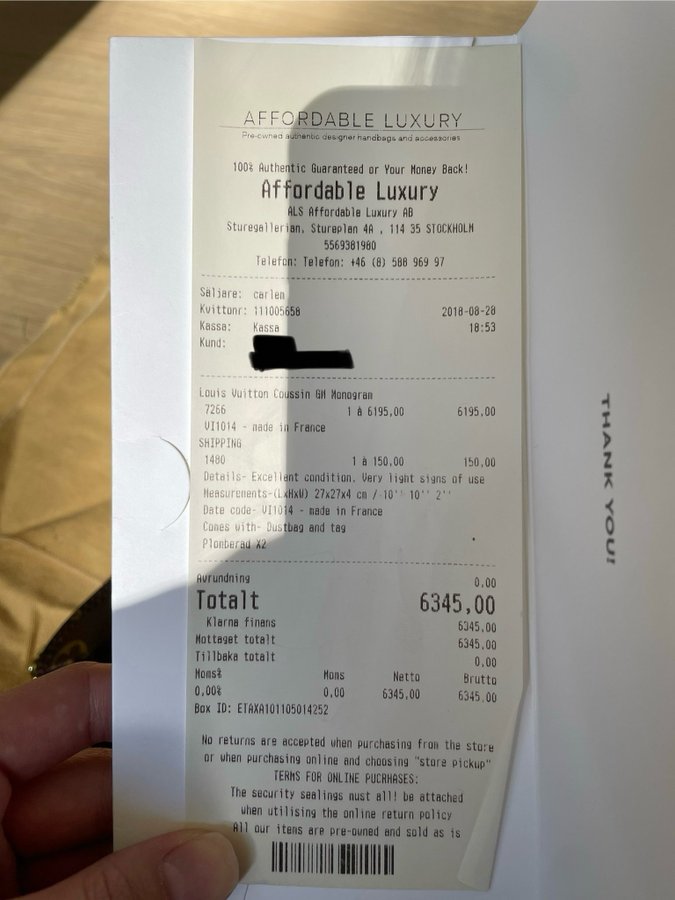 AFFORDABLE LUXURY
Pre-owned authentic designer handbags and accessories
100% Authentic Guaranteed or Your Money Back!
Affordable Luxury
ALS Affordable Luxury AB
Sturegallerian, Stureplan 4A , 114 35 STOCKHOLM
5569381980
Telefon: Telefon: +46 (8) 588 969 97
Säljare: carlem
Kvittonr: 111005658 2018-08-28
Kassa: Kassa 18:53
Kund:
Louis Vuitton Coussin GM Monogram
7266 1 à 6195,00 6195,00
VI1014 - made in France
SHIPPING
1480 1 à 150,00 150,00
Details- Excellent condition. Very light signs of use
Measurements-(LxHxW) 27x27x4 cm / 10'' 10'' 2''
Date code- VI1014 - made in France
Comes with- Dustbag and tag
Plomberad X2
Avrundning 0,00
Totalt 6345,00
Klarna finans 6345,00
Mottaget totalt 6345,00
Tillbaka totalt 0,00
Moms% Moms Netto Brutto
0,00% 0,00 6345,00 6345,00
Box ID: ETAXA101105014252
No returns are accepted when purchasing from the store
or when purchasing online and choosing "store pickup"
TERMS FOR ONLINE PUCRHASES:
The security sealings must all! be attached
when utilising the online return policy
All our items are pre-owned and sold as is
THANK YOU!